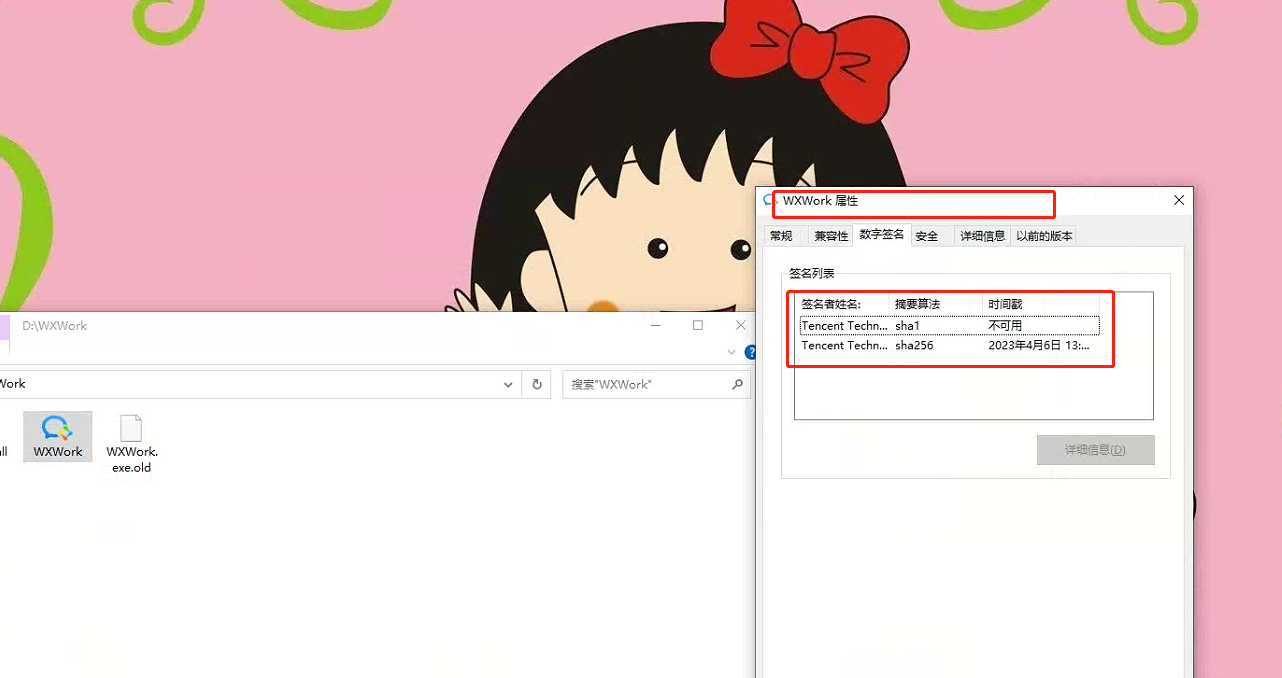 WXWork 属性
常规 兼容性 数字签名 安全 详细信息 以前的版本
签名列表
签名者姓名: 摘要算法 时间戳
Tencent Techn... sha1 不可用
Tencent Techn... sha256 2023年4月6日 13:...
详细信息(D)
D:\WXWork
?
Work
搜索"WXWork"
all
WXWork
WXWork.
exe.old